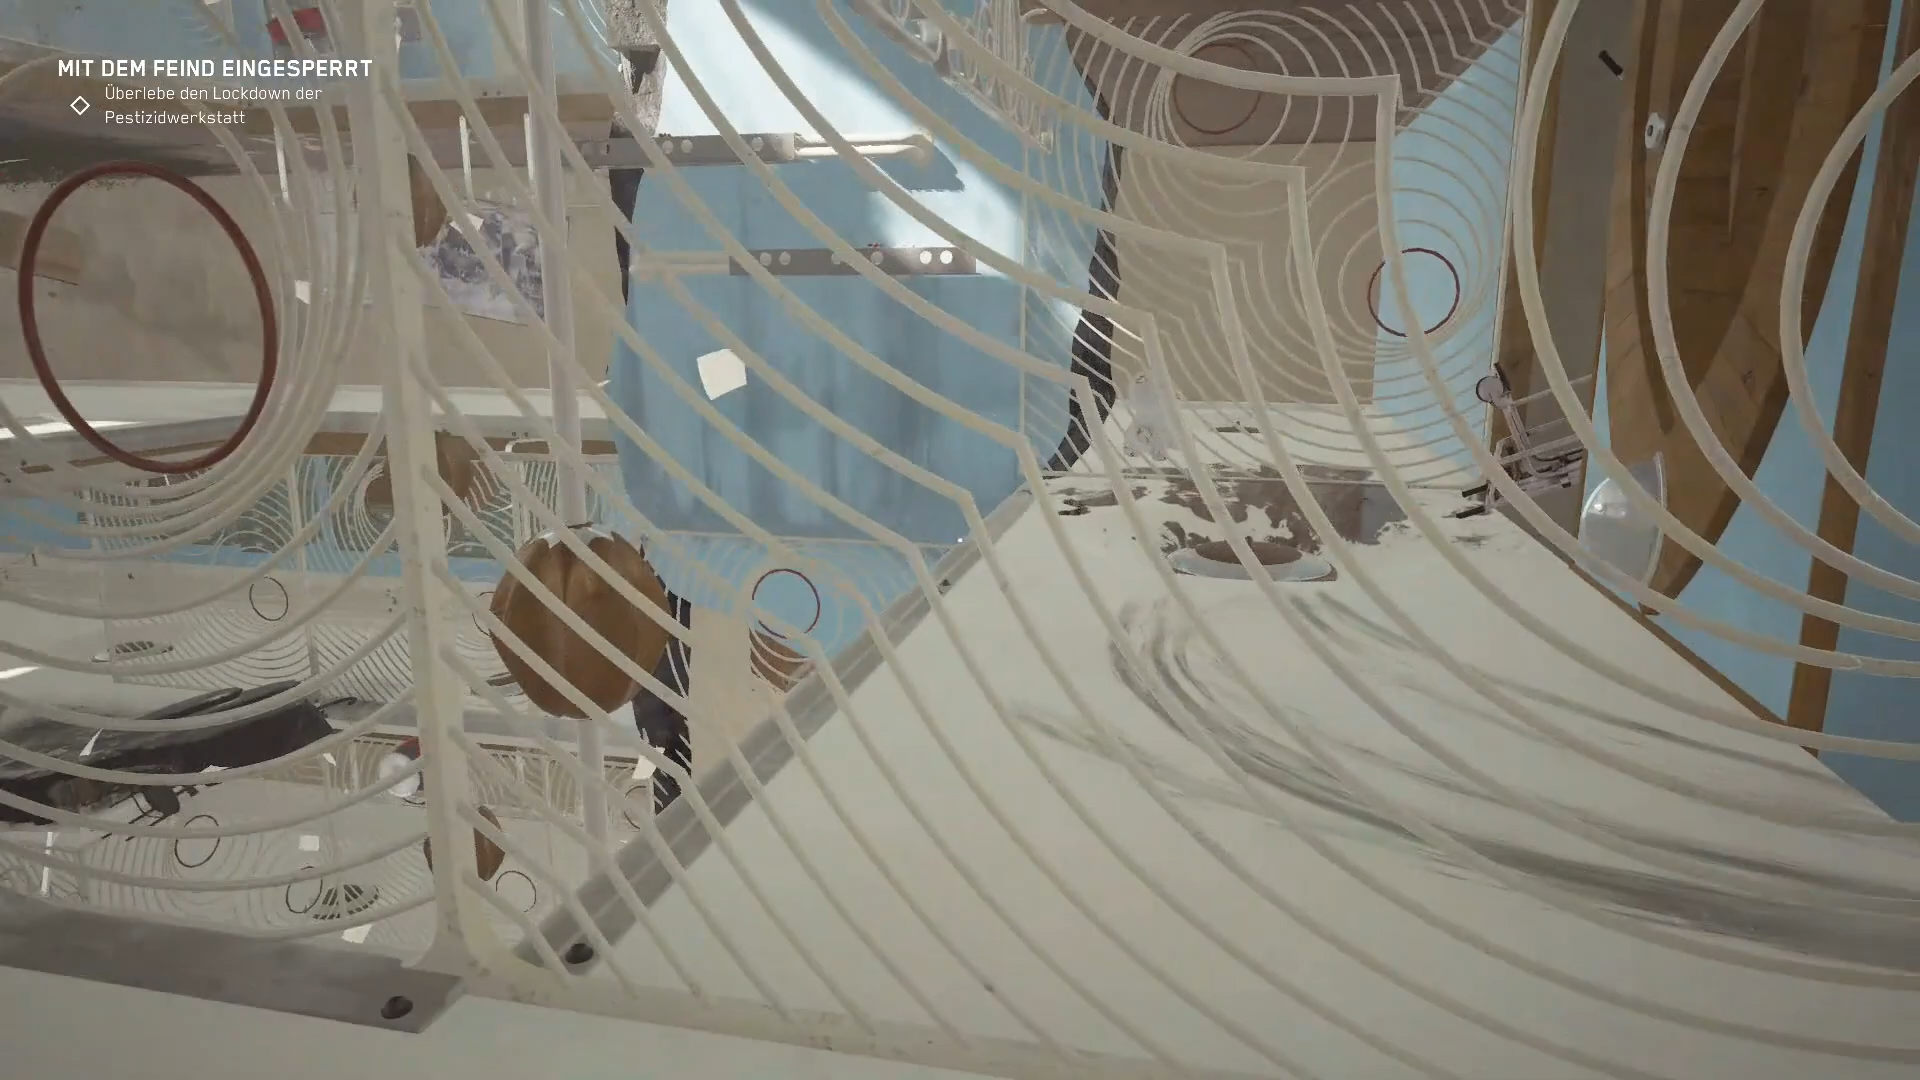 MIT DEM FEIND EINGESPERRT
Überlebe den Lockdown der
Pestizidwerkstatt